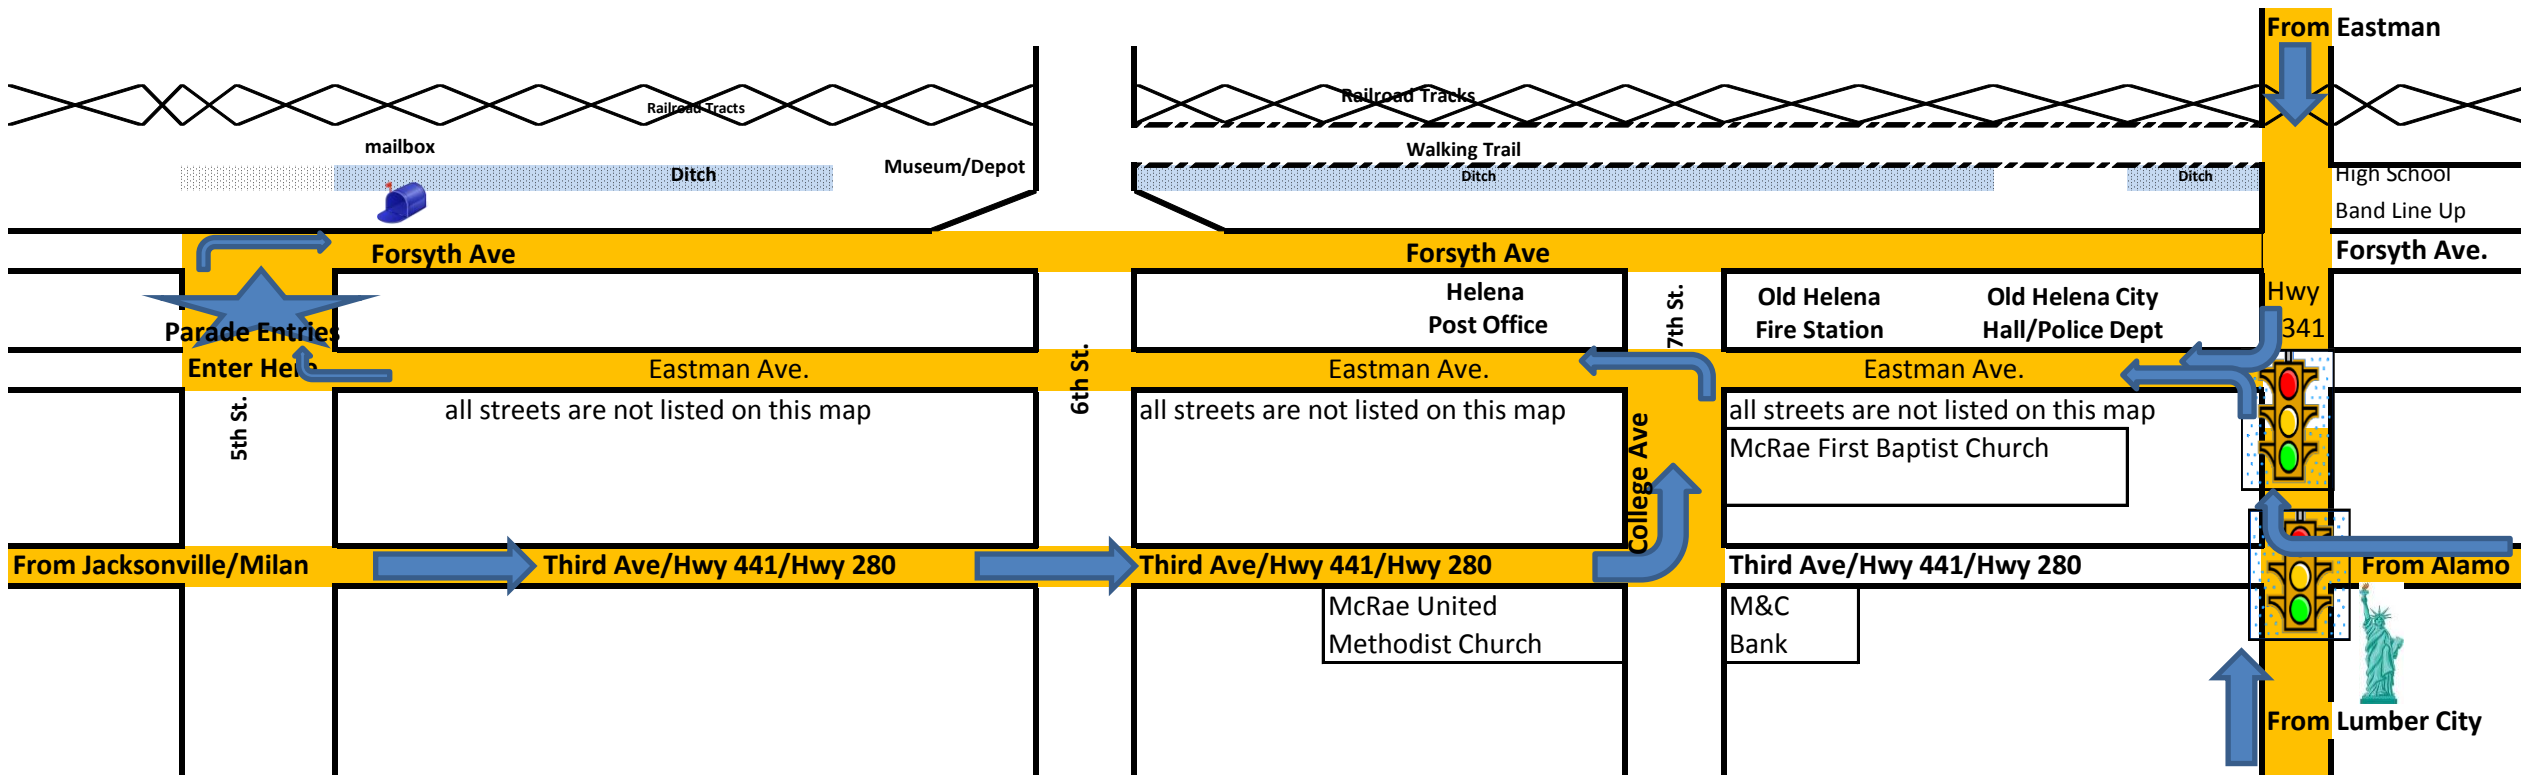 From Eastman
Railroad Tracts
Railroad Tracks
mailbox
Museum/Depot
Walking Trail
Ditch
Ditch
Ditch
High School
Band Line Up
Forsyth Ave
Forsyth Ave
Forsyth Ave.
Helena
Post Office
7th St.
Old Helena
Fire Station
Old Helena City
Hall/Police Dept
Hwy
341
Parade Entries
Enter Here
Eastman Ave.
6th St.
Eastman Ave.
Eastman Ave.
5th St.
all streets are not listed on this map
all streets are not listed on this map
all streets are not listed on this map
College Ave
McRae First Baptist Church
From Jacksonville/Milan
Third Ave/Hwy 441/Hwy 280
Third Ave/Hwy 441/Hwy 280
Third Ave/Hwy 441/Hwy 280
From Alamo
McRae United
Methodist Church
M&C
Bank
From Lumber City